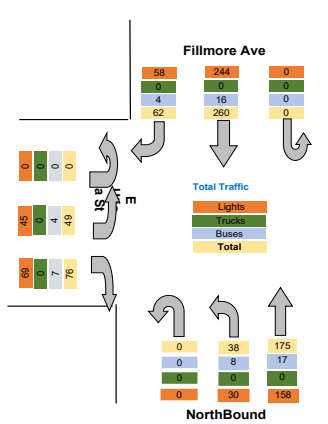 Fillmore Ave
58 244 0
0 0 0
4 16 0
62 260 0
0 0 0 0
45 0 4 49
69 0 7 76
E
a St
Total Traffic
Lights
Trucks
Buses
Total
0 38 175
0 8 17
0 0 0
0 30 158
NorthBound